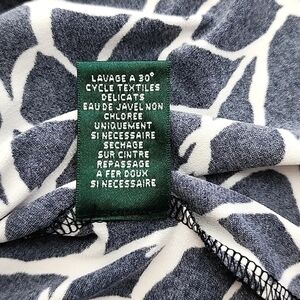 LAVAGE A 30°
CYCLE TEXTILES
DELICATS
EAU DE JAVEL NON
CHLOREE
UNIQUEMENT
SI NECESSAIRE
SECHAGE
SUR CINTRE
REPASSAGE
A FER DOUX
SI NECESSAIRE